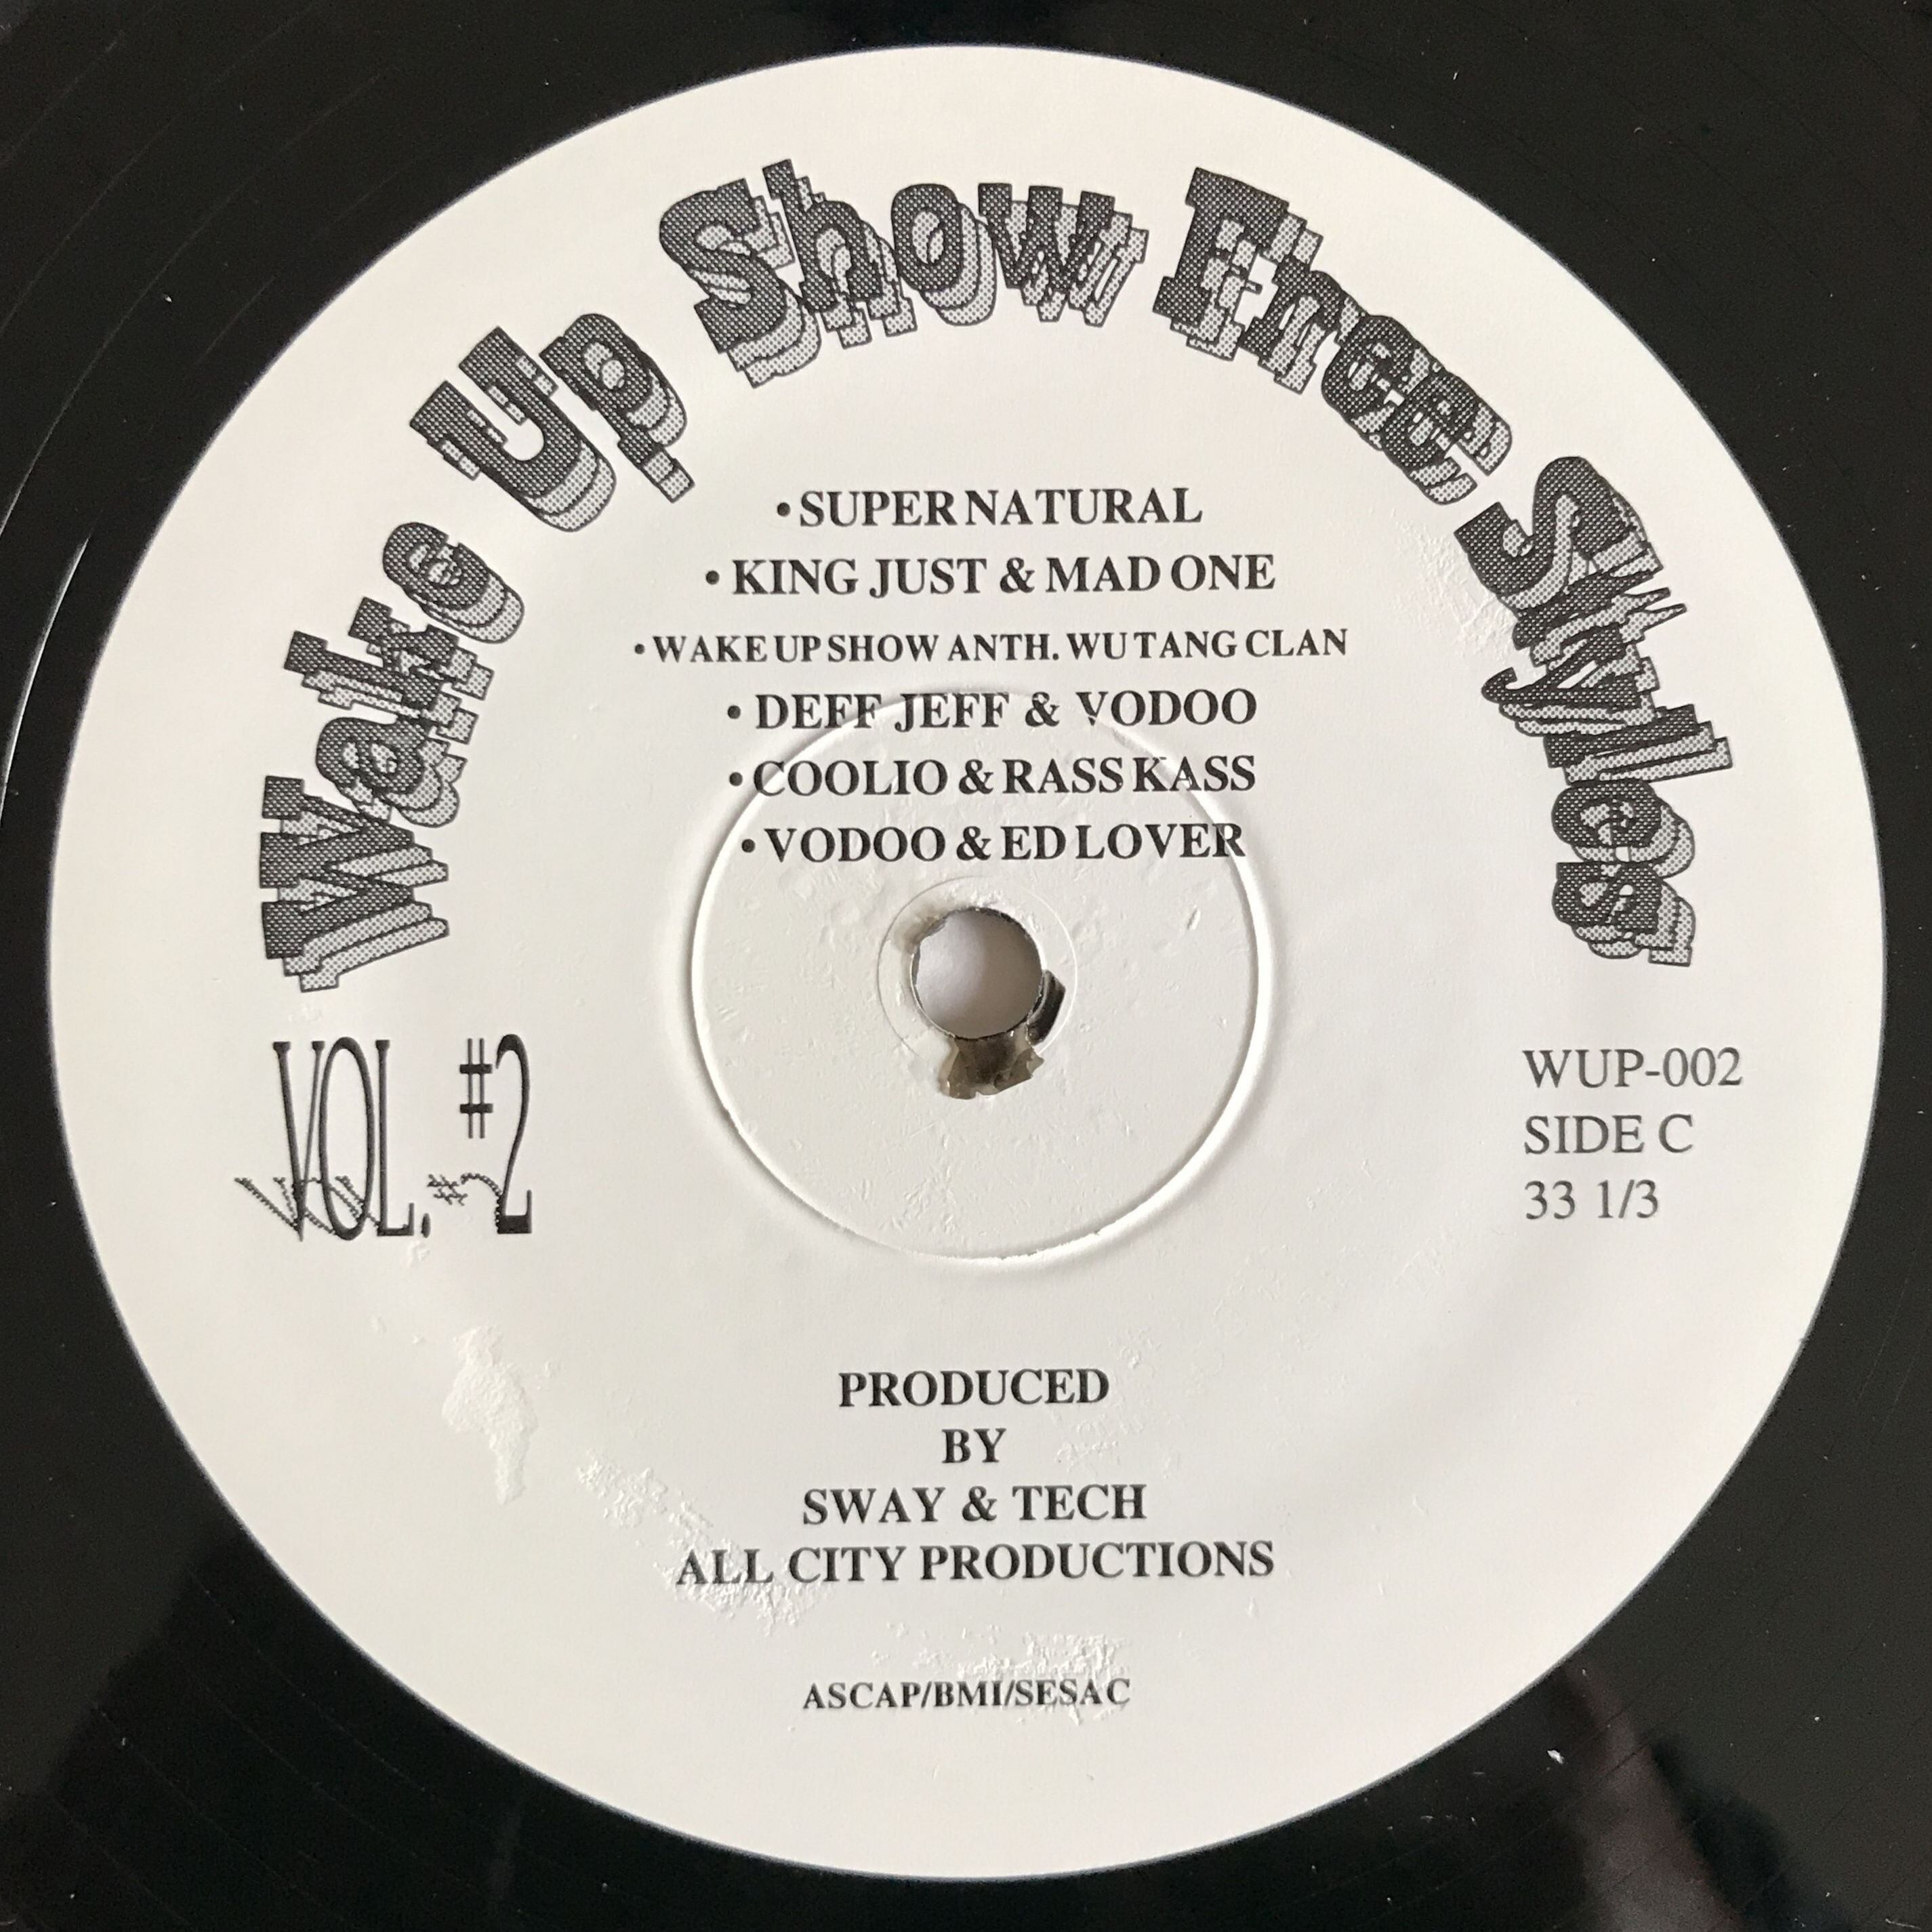 Wake Up Show Free Styles
•SUPERNATURAL
• KING JUST & MAD ONE
• WAKE UP SHOW ANTH. WU TANG CLAN
• DEFF JEFF & VODOO
• COOLIO & RASS KASS
• VODOO & ED LOVER
VOL. #2
WUP-002
SIDE C
33 1/3
PRODUCED
BY
SWAY & TECH
ALL CITY PRODUCTIONS
ASCAP/BMI/SESAC